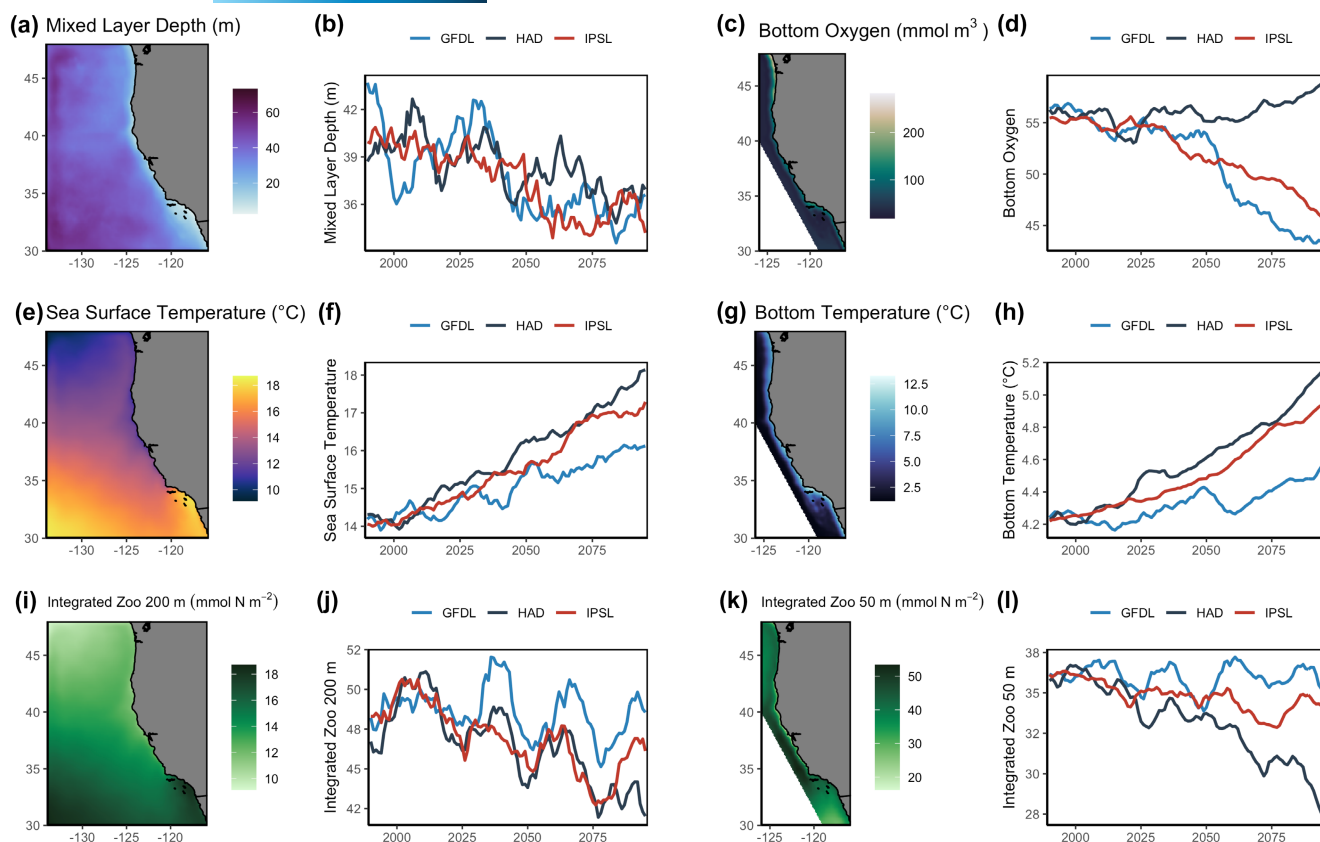 (a) Mixed Layer Depth (m)
45
40
35
30
-130 -125 -120
60
40
20
(b)
GFDL HAD IPSL
Mixed Layer Depth (m)
42
39
36
2000 2025 2050 2075
(c) Bottom Oxygen (mmol m³ )
45
40
35
30
-125 -120
200
100
(d)
GFDL HAD IPSL
Bottom Oxygen
55
50
45
2000 2025 2050 2075
(e) Sea Surface Temperature (°C)
45
40
35
30
-130 -125 -120
18
16
14
12
10
(f)
GFDL HAD IPSL
Sea Surface Temperature
18
17
16
15
14
2000 2025 2050 2075
(g) Bottom Temperature (°C)
45
40
35
30
-125 -120
12.5
10.0
7.5
5.0
2.5
(h)
GFDL HAD IPSL
Bottom Temperature (°C)
5.2
5.0
4.8
4.6
4.4
4.2
2000 2025 2050 2075
(i) Integrated Zoo 200 m (mmol N m⁻²)
45
40
35
30
-130 -125 -120
18
16
14
12
10
(j)
GFDL HAD IPSL
Integrated Zoo 200 m
52
50
48
45
42
2000 2025 2050 2075
(k) Integrated Zoo 50 m (mmol N m⁻²)
45
40
35
30
-125 -120
50
40
30
20
(l)
GFDL HAD IPSL
Integrated Zoo 50 m
38
35
32
30
28
2000 2025 2050 2075